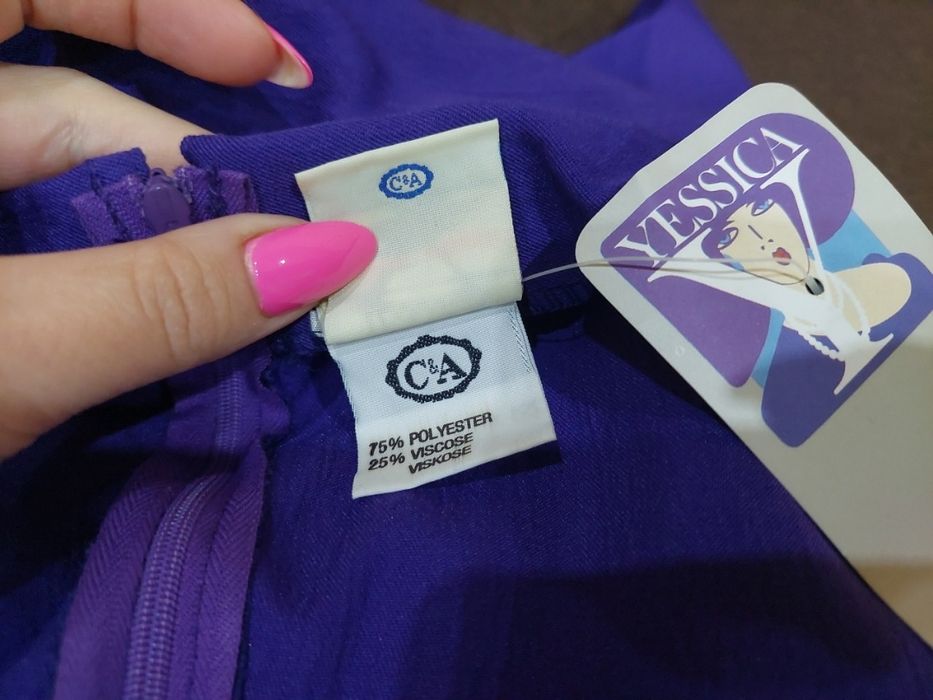 C&A
C&A
75% POLYESTER
25% VISCOSE
VISKOSE
YESSICA
Y